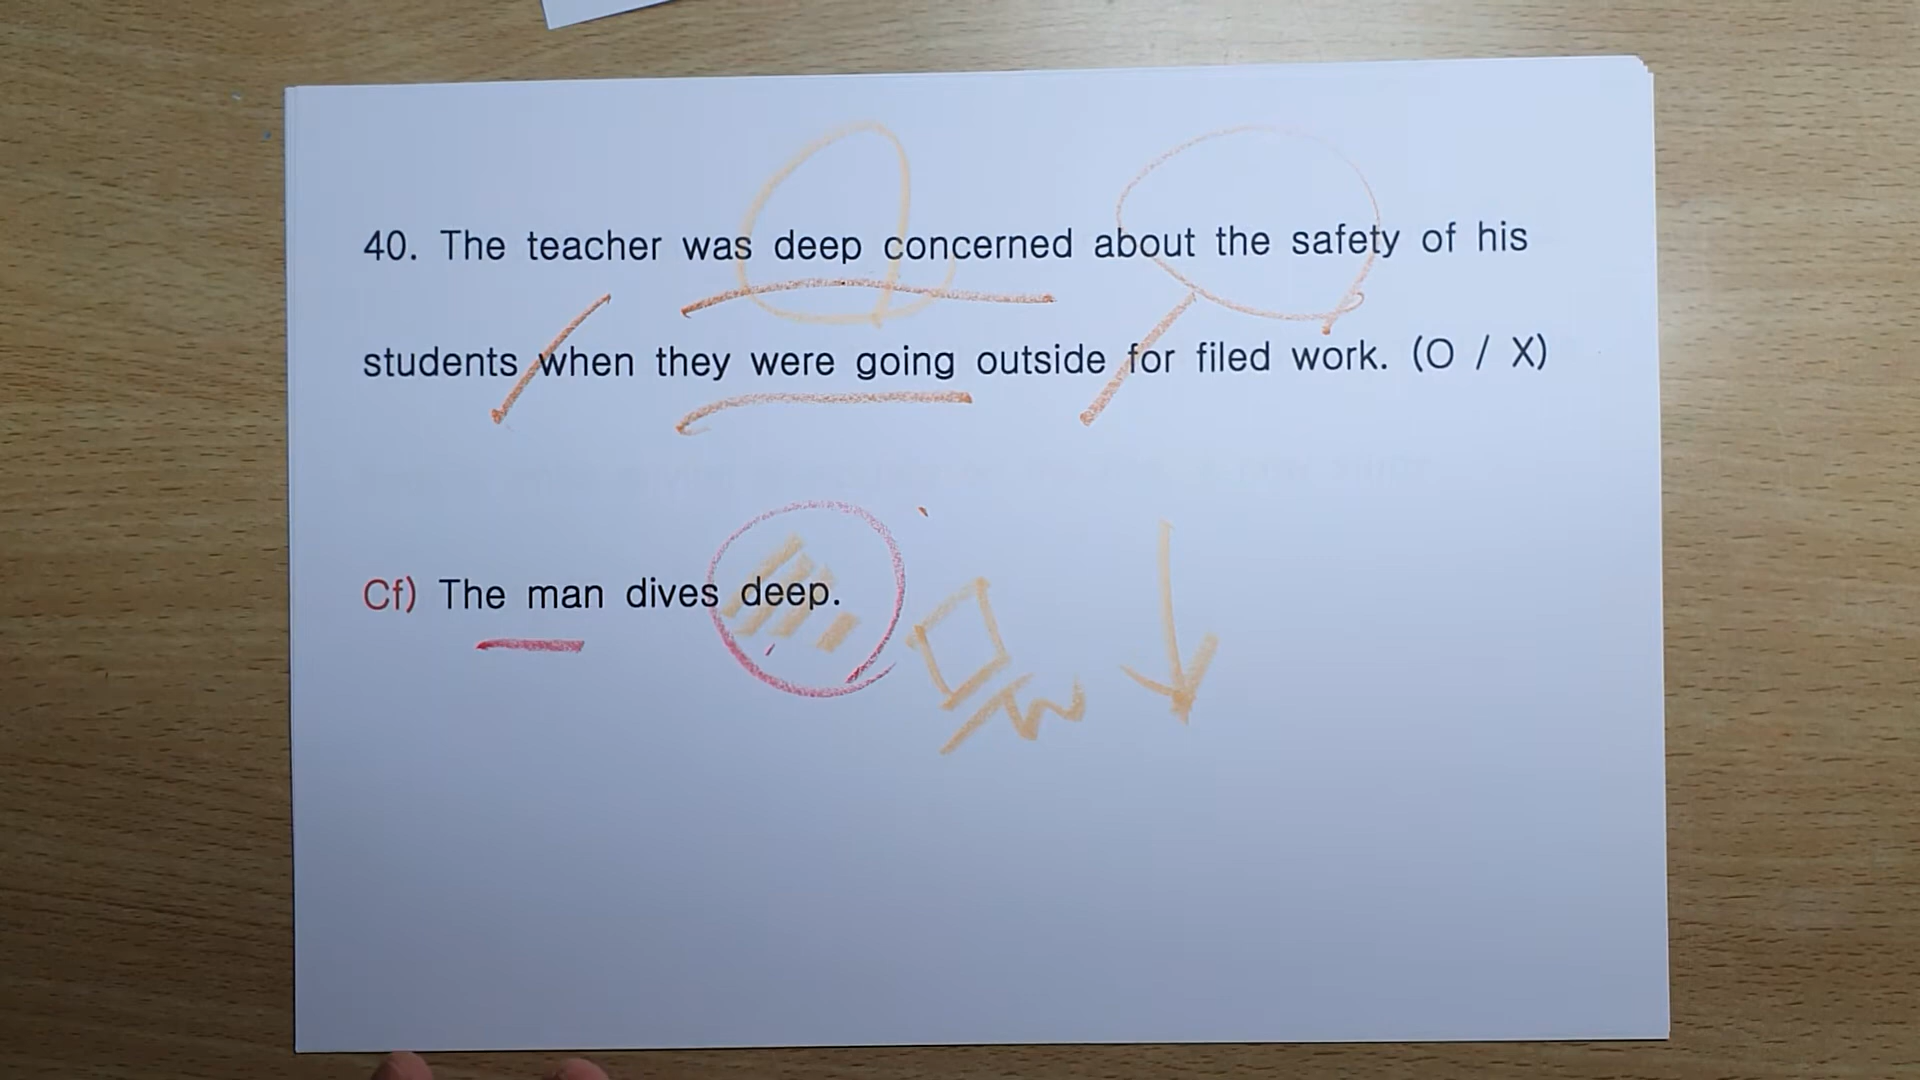 40. The teacher was deep concerned about the safety of his
students when they were going outside for filed work. (O / X)
Cf) The man dives deep.